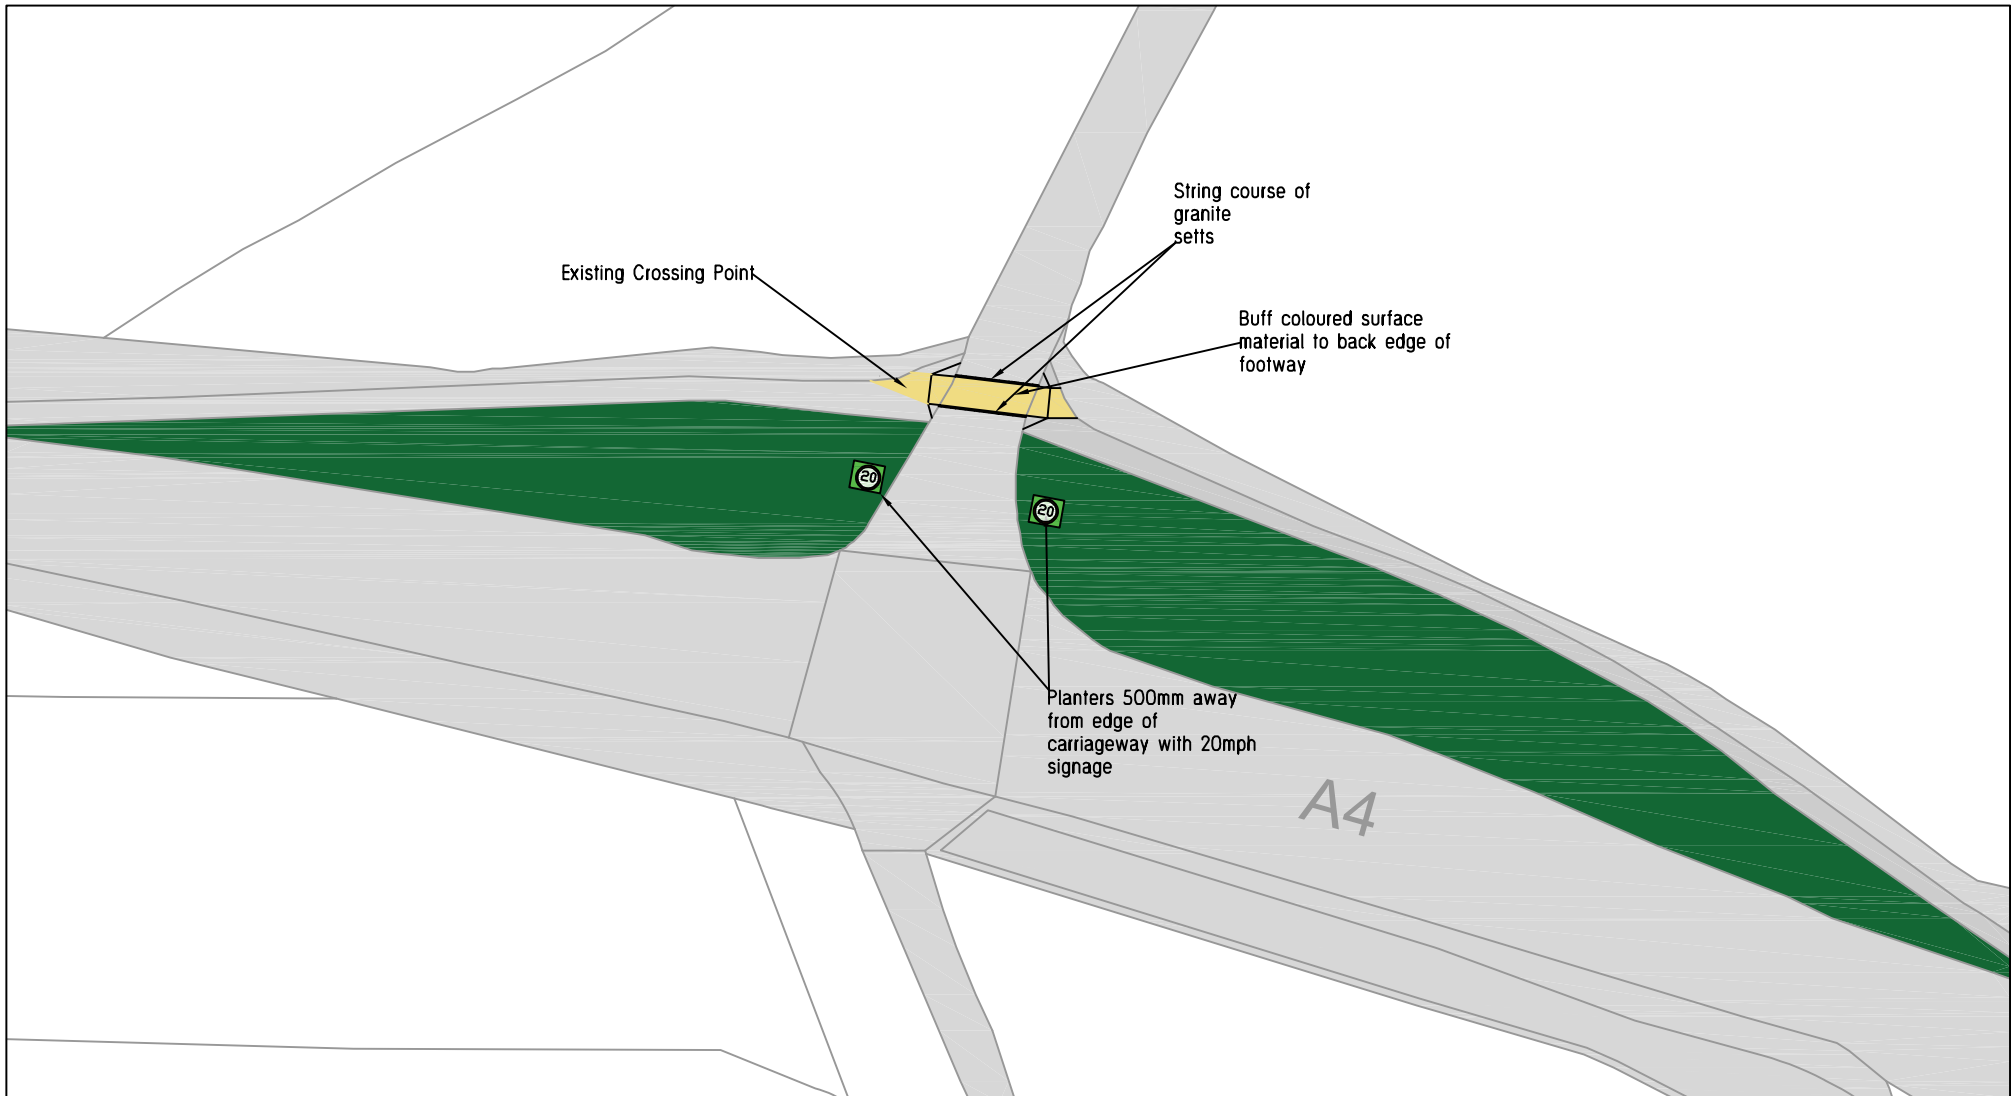 String course of
granite
setts
Existing Crossing Point
Buff coloured surface
material to back edge of
footway
20
20
Planters 500mm away
from edge of
carriageway with 20mph
signage
A4